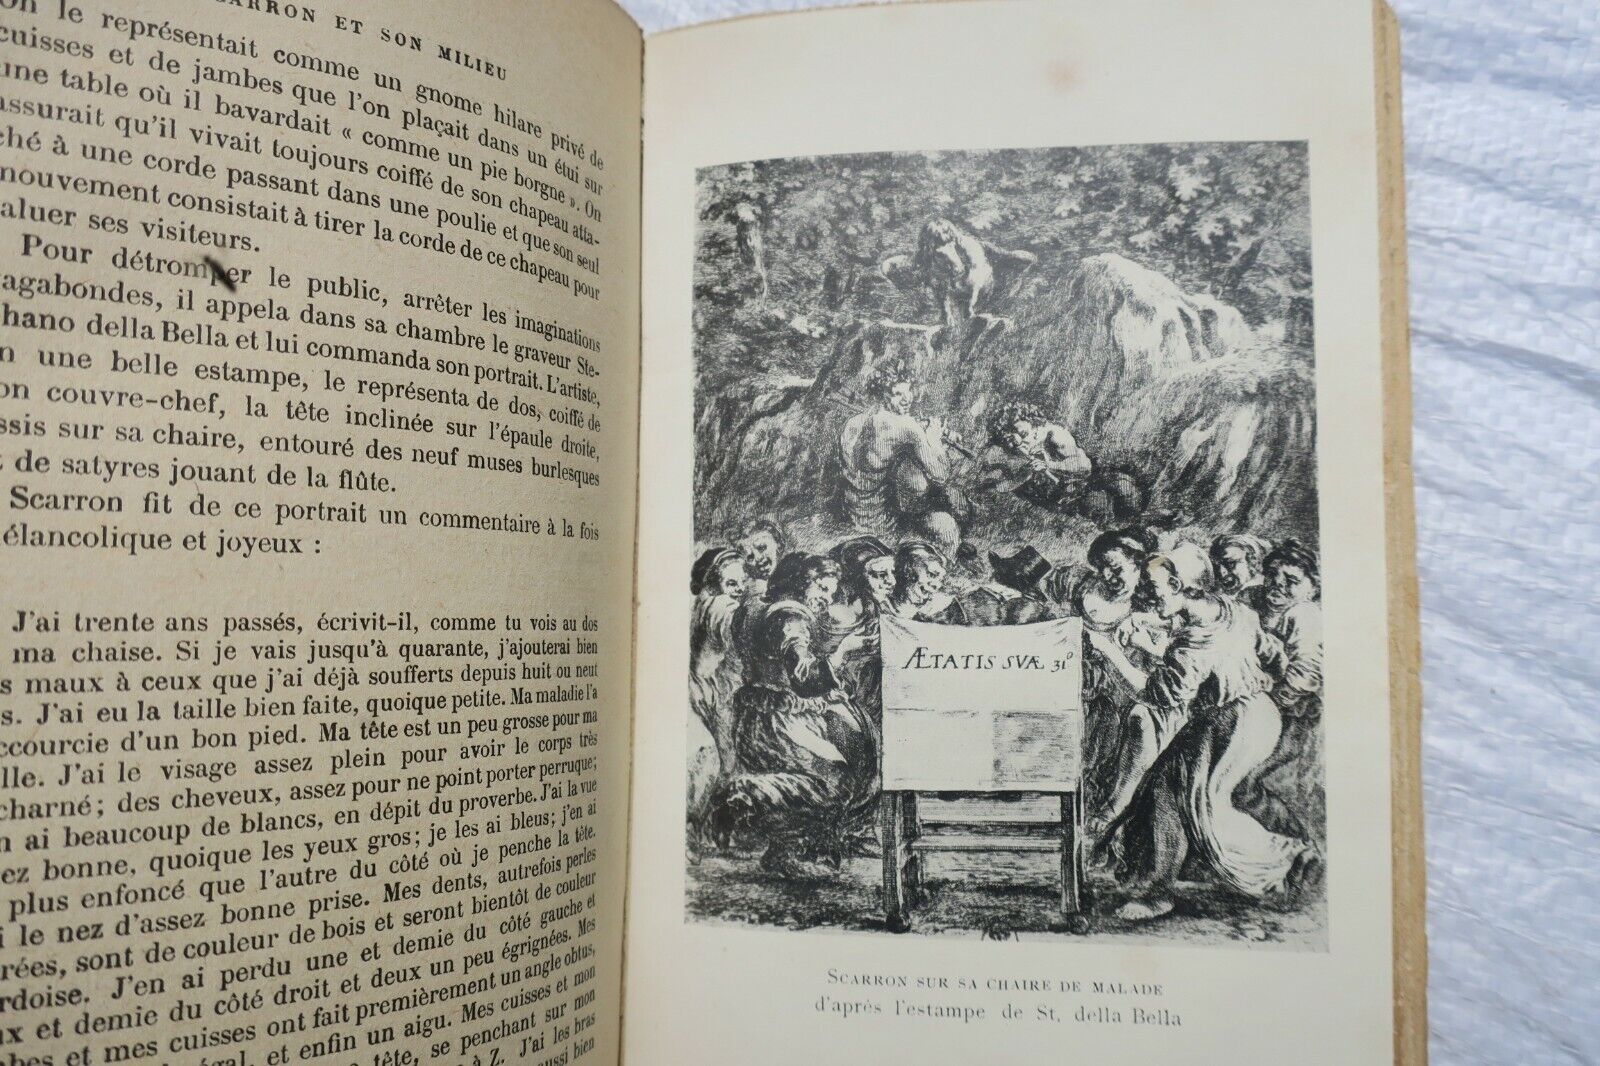 ARRON ET SON MILIEU
On le représentait comme un gnome hilare privé de
cuisses et de jambes que l'on plaçait dans un étui sur
une table où il bavardait « comme un pie borgne ». On
assurait qu'il vivait toujours coiffé de son chapeau atta-
ché à une corde passant dans une poulie et que son seul
mouvement consistait à tirer la corde de ce chapeau pour
aluer ses visiteurs.
Pour détromper le public, arrêter les imaginations
vagabondes, il appela dans sa chambre le graveur Ste-
hano della Bella et lui commanda son portrait. L'artiste,
n une belle estampe, le représenta de dos, coiffé de
on couvre-chef, la tête inclinée sur l'épaule droite,
ssis sur sa chaire, entouré des neuf muses burlesques
t de satyres jouant de la flûte.
Scarron fit de ce portrait un commentaire à la fois
élancolique et joyeux :
J'ai trente ans passés, écrivit-il, comme tu vois au dos
ma chaise. Si je vais jusqu'à quarante, j'ajouterai bien
s maux à ceux que j'ai déjà soufferts depuis huit ou neut
s. J'ai eu la taille bien faite, quoique petite. Ma maladie l'a
ccourcie d'un bon pied. Ma tête est un peu grosse pour ma
lle. J'ai le visage assez plein pour avoir le corps très
charné ; des cheveux, assez pour ne point porter perruque ;
n ai beaucoup de blancs, en dépit du proverbe. J'ai la vue
ez bonne, quoique les yeux gros ; je les ai bleus ; j'en ai
plus enfoncé que l'autre du côté où je penche la tête.
i le nez d'assez bonne prise. Mes dents, autrefois perles
rées, sont de couleur de bois et seront bientôt de couleur
rdoise. J'en ai perdu une et demie du côté gauche et
ux et demie du côté droit et deux un peu égrignées. Mes
bes et mes cuisses ont fait premièrement un angle obtus,
égal, et enfin un aigu. Mes cuisses et mon
tête, se penchant sur mon
à Z. J'ai les bras
aussi bien
ÆTATIS SVÆ 31º
SCARRON SUR SA CHAIRE DE MALADE
d'après l'estampe de St. della Bella